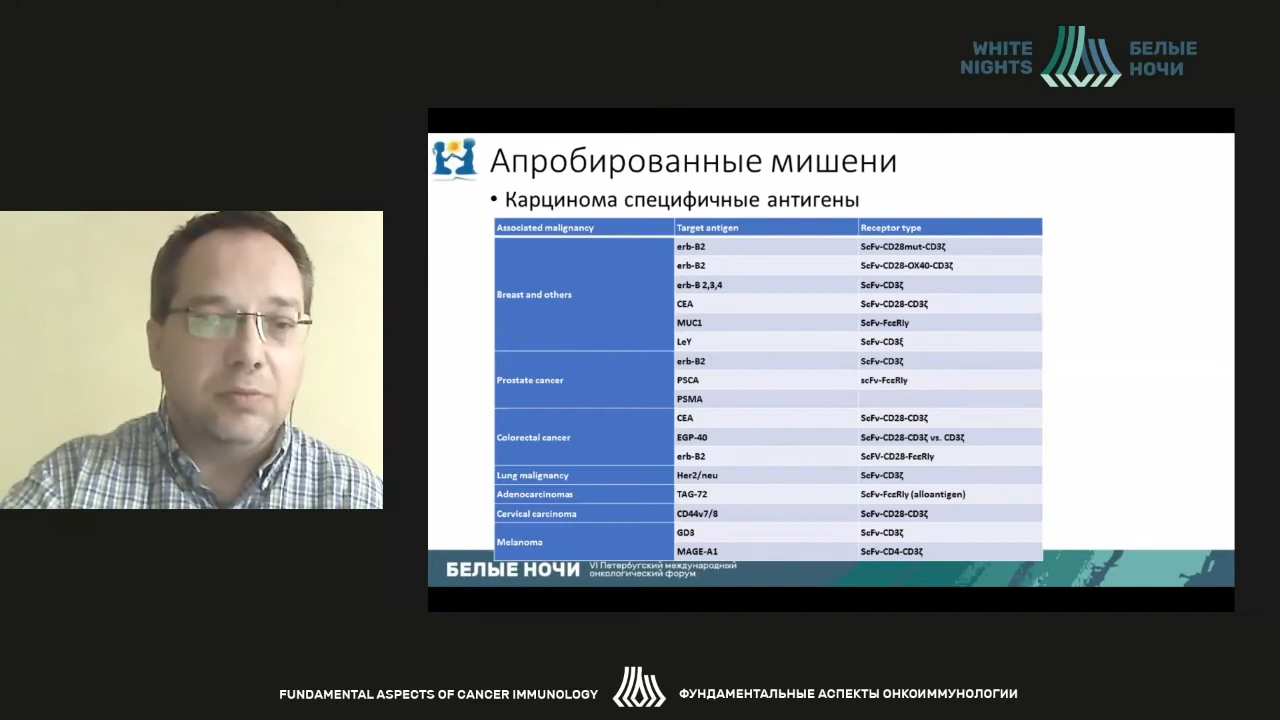 WHITE
NIGHTS
БЕЛЫЕ
НОЧИ
Апробированные мишени
• Карцинома специфичные антигены
Associated malignancy Target antigen Receptor type
Breast and others erb-B2 ScFv-CD28mut-CD3ζ
erb-B2 ScFv-CD28-OX40-CD3ζ
erb-B 2,3,4 ScFv-CD3ζ
CEA ScFv-CD28-CD3ζ
MUC1 ScFv-FcεRIγ
LeY ScFv-CD3ξ
Prostate cancer erb-B2 ScFv-CD3ζ
PSCA scFv-FcεRIγ
PSMA
Colorectal cancer CEA ScFv-CD28-CD3ζ
EGP-40 ScFv-CD28-CD3ζ vs. CD3ζ
erb-B2 ScFV-CD28-FcεRIγ
Lung malignancy Her2/neu ScFv-CD3ζ
Adenocarcinomas TAG-72 ScFv-FcεRIγ (alloantigen)
Cervical carcinoma CD44v7/8 ScFv-CD28-CD3ζ
Melanoma GD3 ScFv-CD3ζ
MAGE-A1 ScFv-CD4-CD3ζ
БЕЛЫЕ НОЧИ
VI Петербургский международный
онкологический форум
FUNDAMENTAL ASPECTS OF CANCER IMMUNOLOGY
ФУНДАМЕНТАЛЬНЫЕ АСПЕКТЫ ОНКОИММУНОЛОГИИ